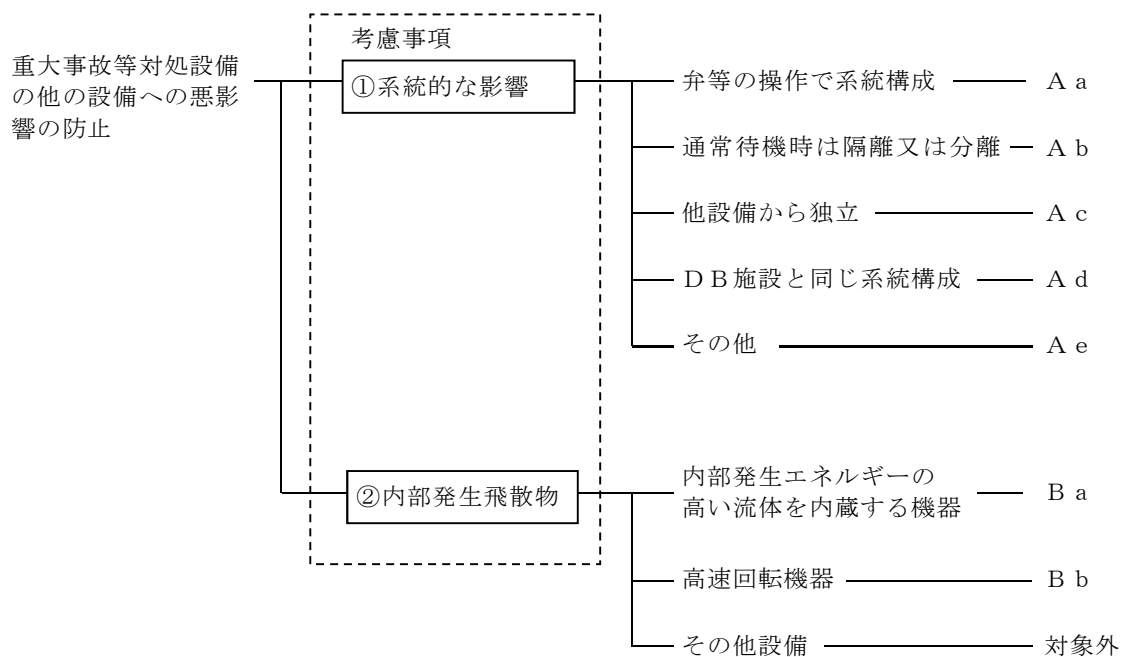 考慮事項
重大事故等対処設備
の他の設備への悪影
響の防止
①系統的な影響
弁等の操作で系統構成 Ａａ
通常待機時は隔離又は分離 Ａｂ
他設備から独立 Ａｃ
ＤＢ施設と同じ系統構成 Ａｄ
その他 Ａｅ
②内部発生飛散物
内部発生エネルギーの
高い流体を内蔵する機器 Ｂａ
高速回転機器 Ｂｂ
その他設備 対象外